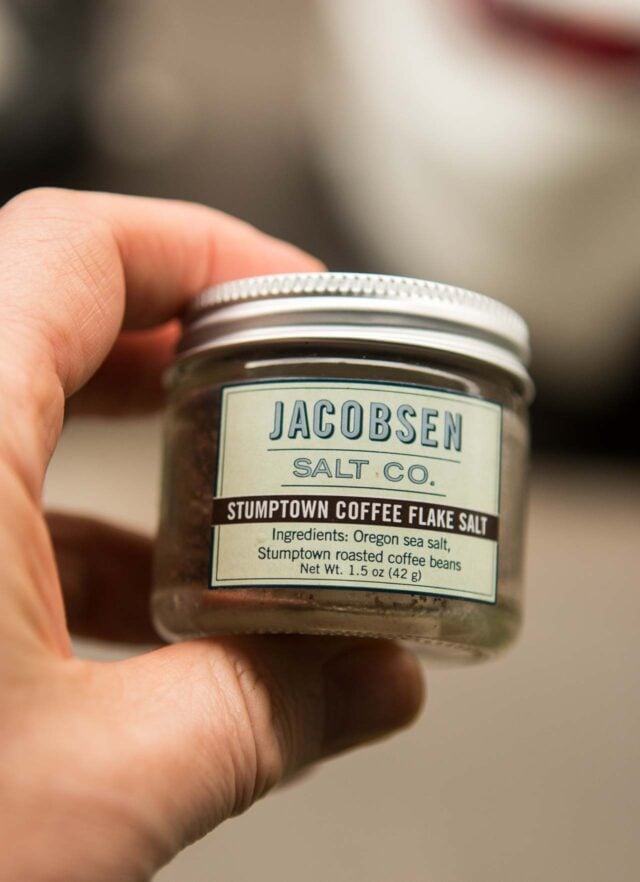 JACOBSEN
SALT CO.
STUMPTOWN COFFEE FLAKE SALT
Ingredients: Oregon sea salt,
Stumptown roasted coffee beans
Net Wt. 1.5 oz (42 g)